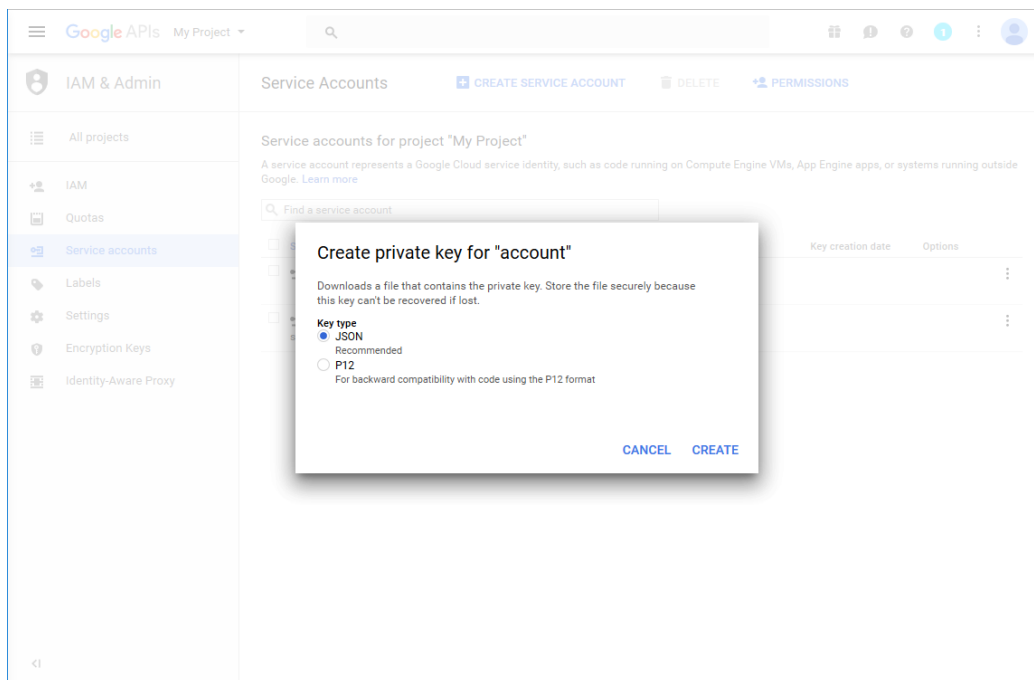 Google APIs My Project
1
IAM & Admin
Service Accounts CREATE SERVICE ACCOUNT DELETE PERMISSIONS
All projects
IAM
Quotas
Service accounts
Labels
Settings
Encryption Keys
Identity-Aware Proxy
Service accounts for project "My Project"
A service account represents a Google Cloud service identity, such as code running on Compute Engine VMs, App Engine apps, or systems running outside
Google. Learn more
Find a service account
Key creation date Options
Create private key for "account"
Downloads a file that contains the private key. Store the file securely because
this key can't be recovered if lost.
Key type
JSON
Recommended
P12
For backward compatibility with code using the P12 format
CANCEL CREATE